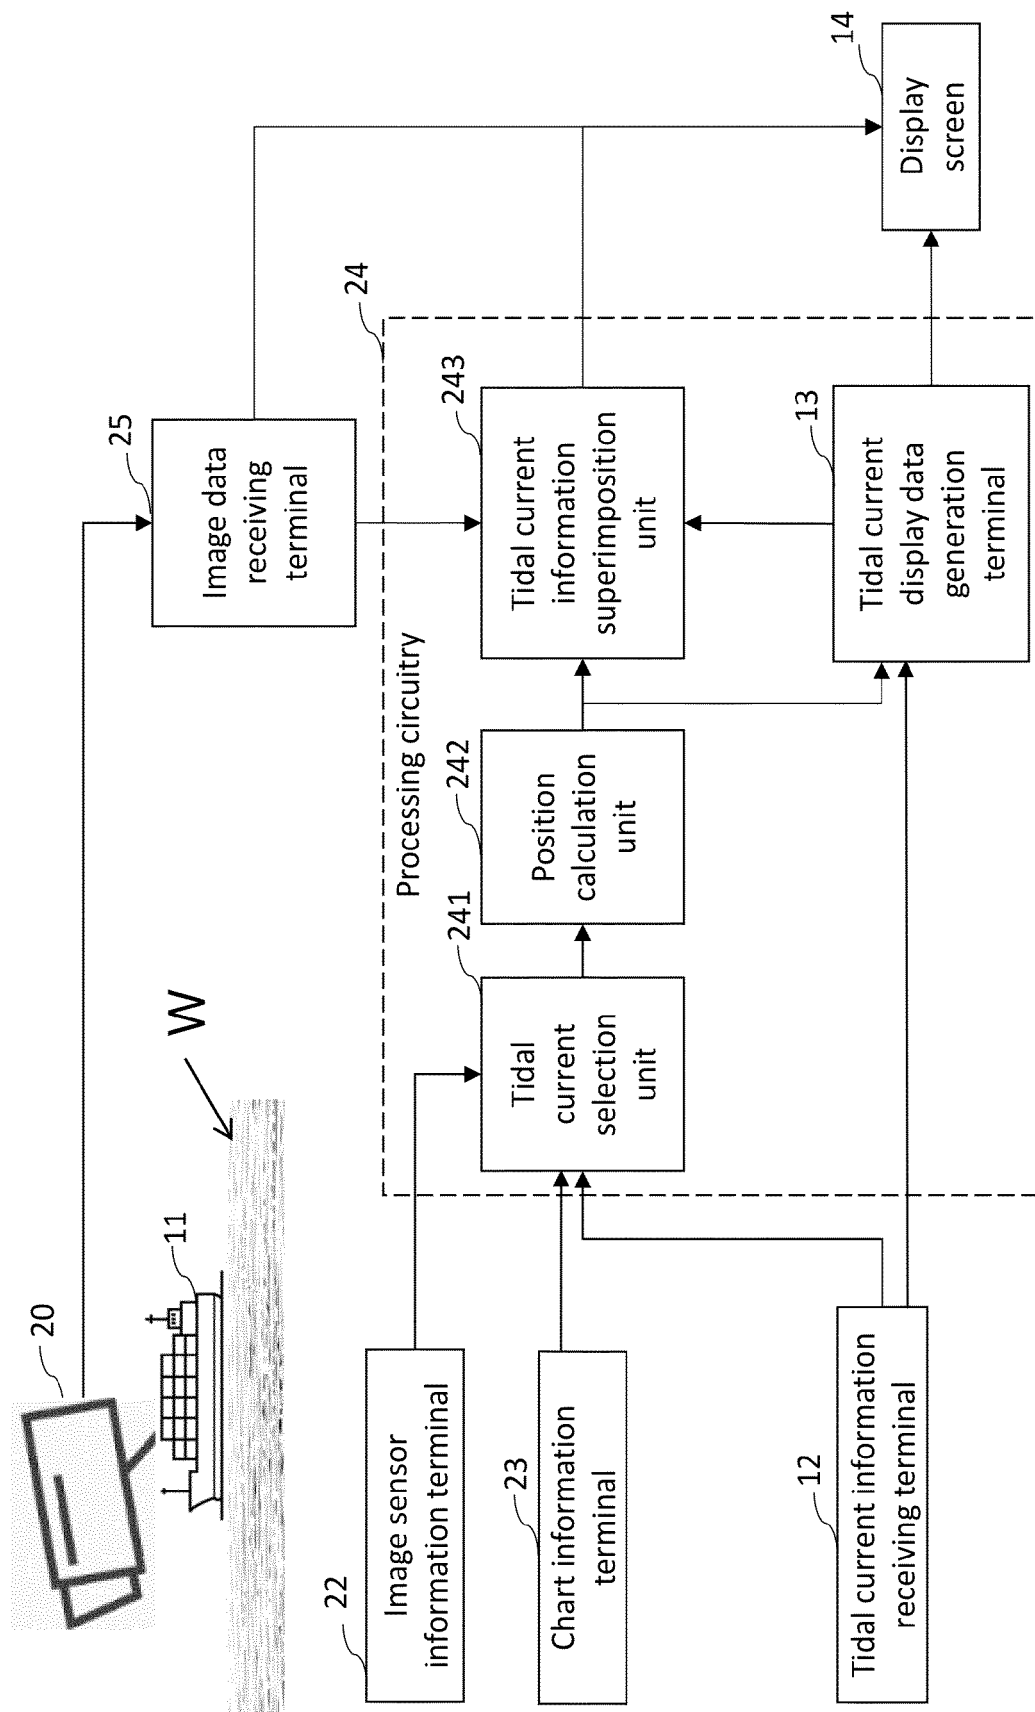 20
11
W
25
Image data
receiving
terminal
22
Image sensor
information terminal
23
Chart information
terminal
12
Tidal current information
receiving terminal
24
Processing circuitry
241
Tidal
current
selection
unit
242
Position
calculation
unit
243
Tidal current
information
superimposition
unit
13
Tidal current
display data
generation
terminal
14
Display
screen